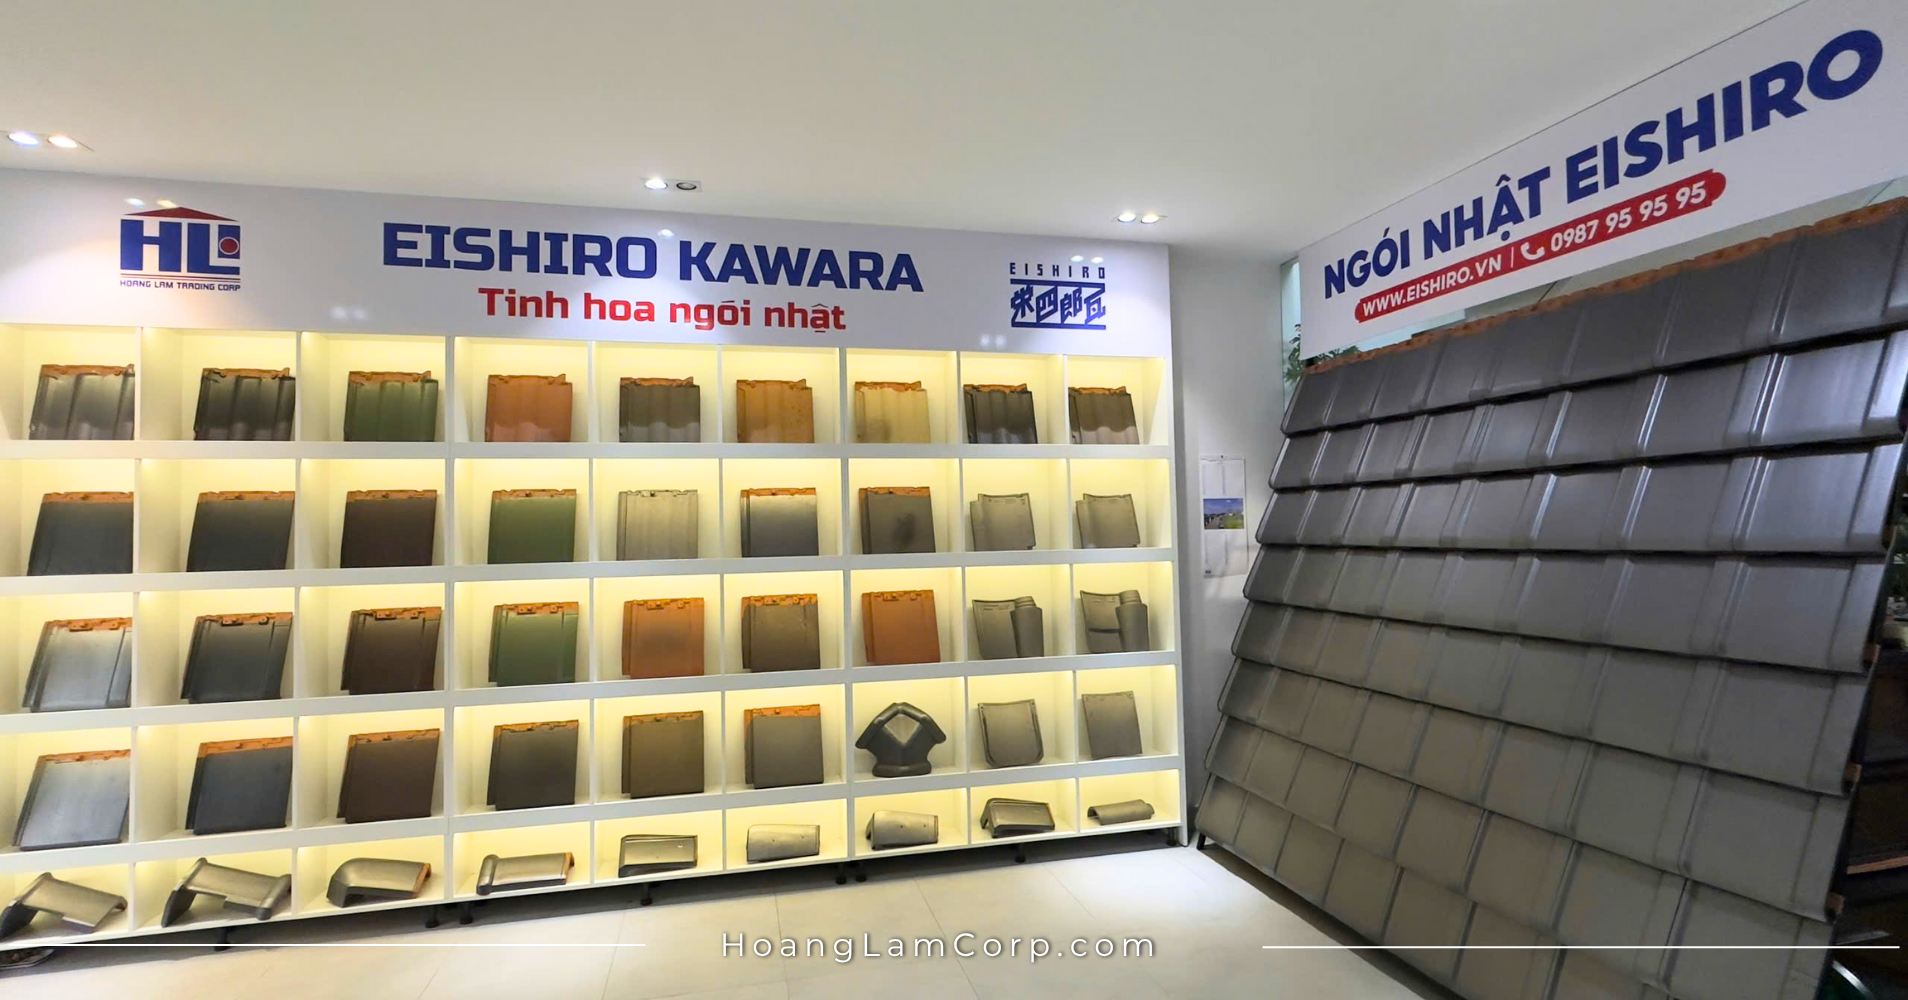 HL
HOANG LAM TRADING CORP
EISHIRO KAWARA
Tinh hoa ngói nhật
EISHIRO
栄四郎瓦
NGÓI NHẬT EISHIRO
WWW.EISHIRO.VN | 0987 95 95 95
HoangLamCorp.com